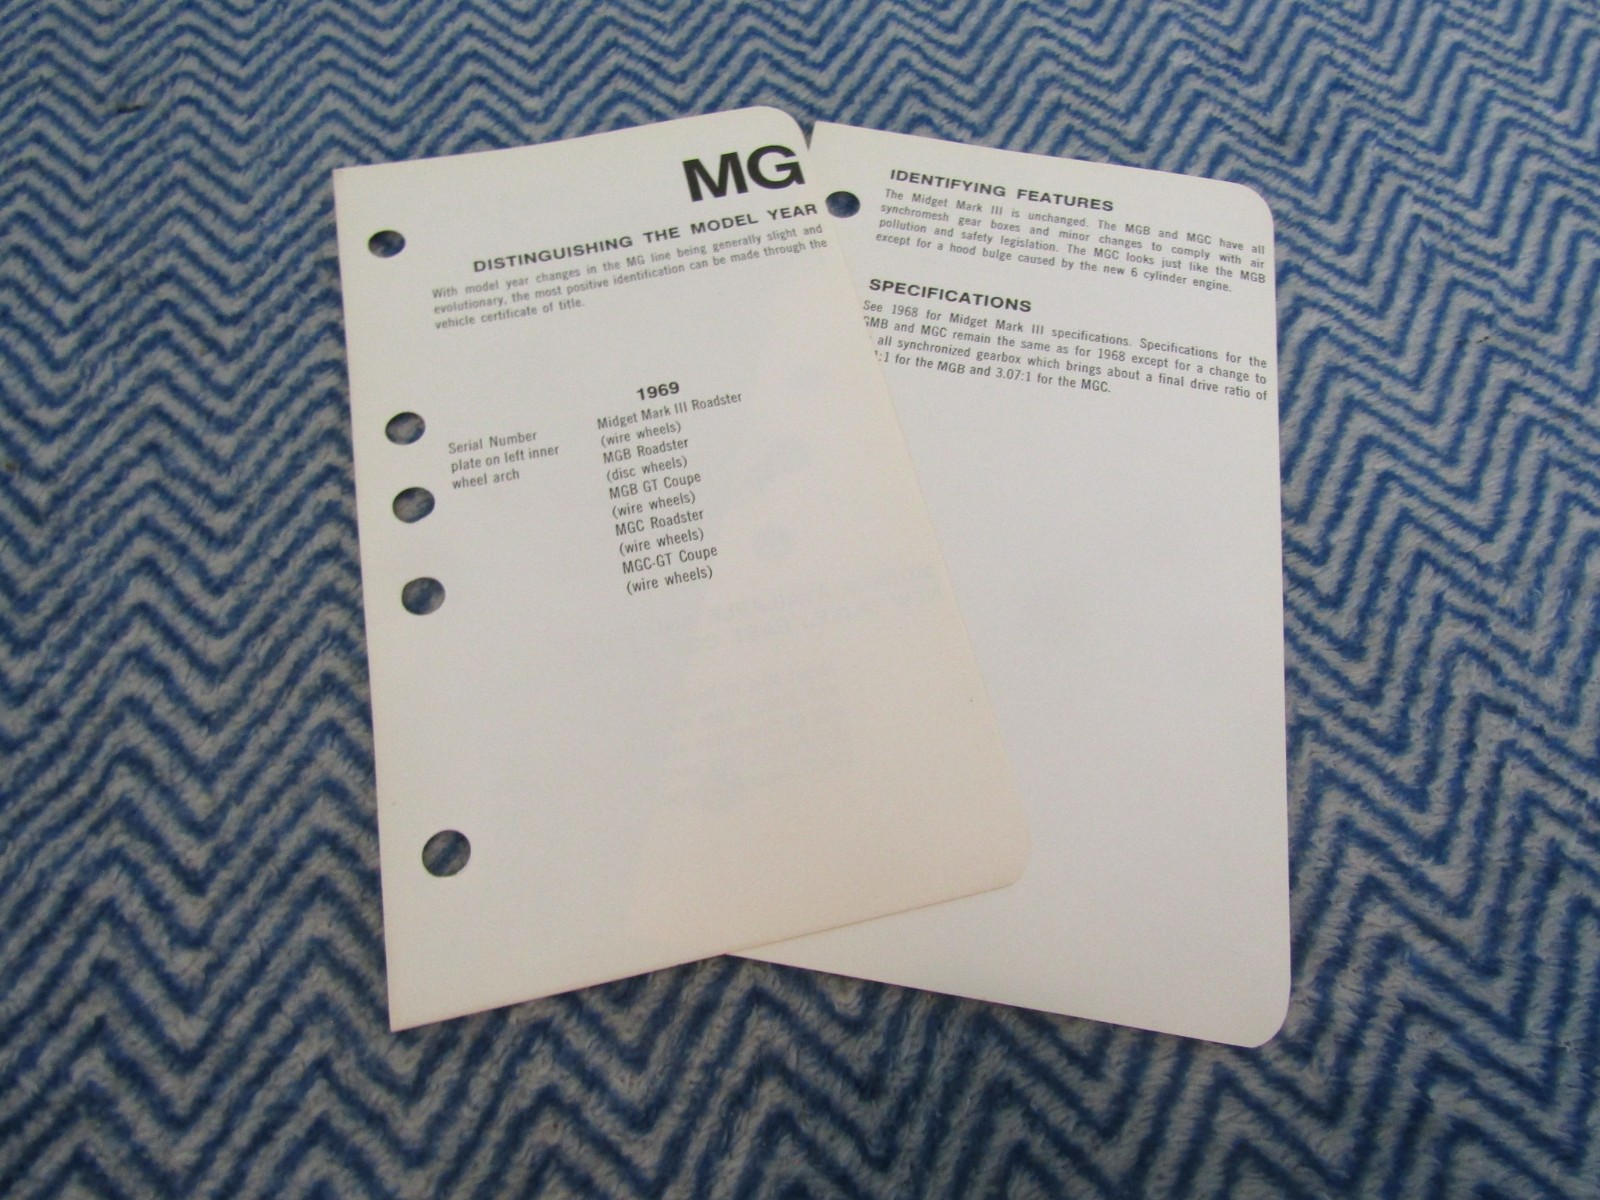 MG
DISTINGUISHING THE MODEL YEAR
With model year changes in the MG line being generally slight and
evolutionary, the most positive identification can be made through the
vehicle certificate of title.
1969
Serial Number
plate on left inner
wheel arch
Midget Mark III Roadster
(wire wheels)
MGB Roadster
(disc wheels)
MGB GT Coupe
(wire wheels)
MGC Roadster
(wire wheels)
MGC-GT Coupe
(wire wheels)
IDENTIFYING FEATURES
The Midget Mark III is unchanged. The MGB and MGC have all
synchromesh gear boxes and minor changes to comply with air
pollution and safety legislation. The MGC looks just like the MGB
except for a hood bulge caused by the new 6 cylinder engine.
SPECIFICATIONS
See 1968 for Midget Mark III specifications. Specifications for the
GMB and MGC remain the same as for 1968 except for a change to
all synchronized gearbox which brings about a final drive ratio of
1:1 for the MGB and 3.07:1 for the MGC.